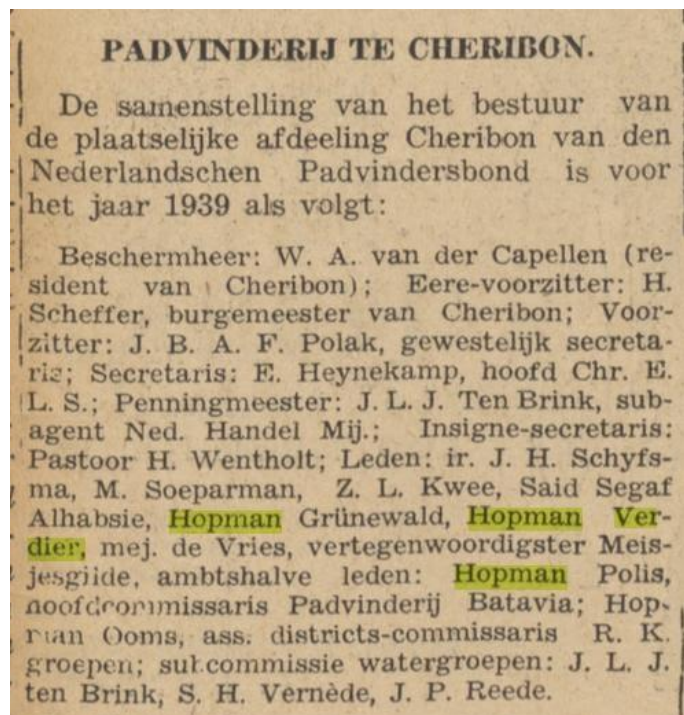 PADVINDERIJ TE CHERIBON.
De samenstelling van het bestuur van
de plaatselijke afdeeling Cheribon van den
Nederlandschen Padvindersbond is voor
het jaar 1939 als volgt:
Beschermheer: W. A. van der Capellen (re-
sident van Cheribon); Eere-voorzitter: H.
Scheffer, burgemeester van Cheribon; Voor-
zitter: J. B. A. F. Polak, gewestelijk secreta-
ris; Secretaris: E. Heynekamp, hoofd Chr. E.
L. S.; Penningmeester: J. L. J. Ten Brink, sub-
agent Ned. Handel Mij.; Insigne-secretaris:
Pastoor H. Wentholt; Leden: ir. J. H. Schyfs-
ma, M. Soeparman, Z. L. Kwee, Said Segaf
Alhabsie, Hopman Grünewald, Hopman Ver-
dier, mej. de Vries, vertegenwoordigster Meis-
jesgilde, ambtshalve leden: Hopman Polis,
hoofdcommissaris Padvinderij Batavia; Hop-
man Ooms, ass. districts-commissaris R. K.
groepen; subcommissie watergroepen: J. L. J.
ten Brink, S. H. Vernède, J. P. Reede.